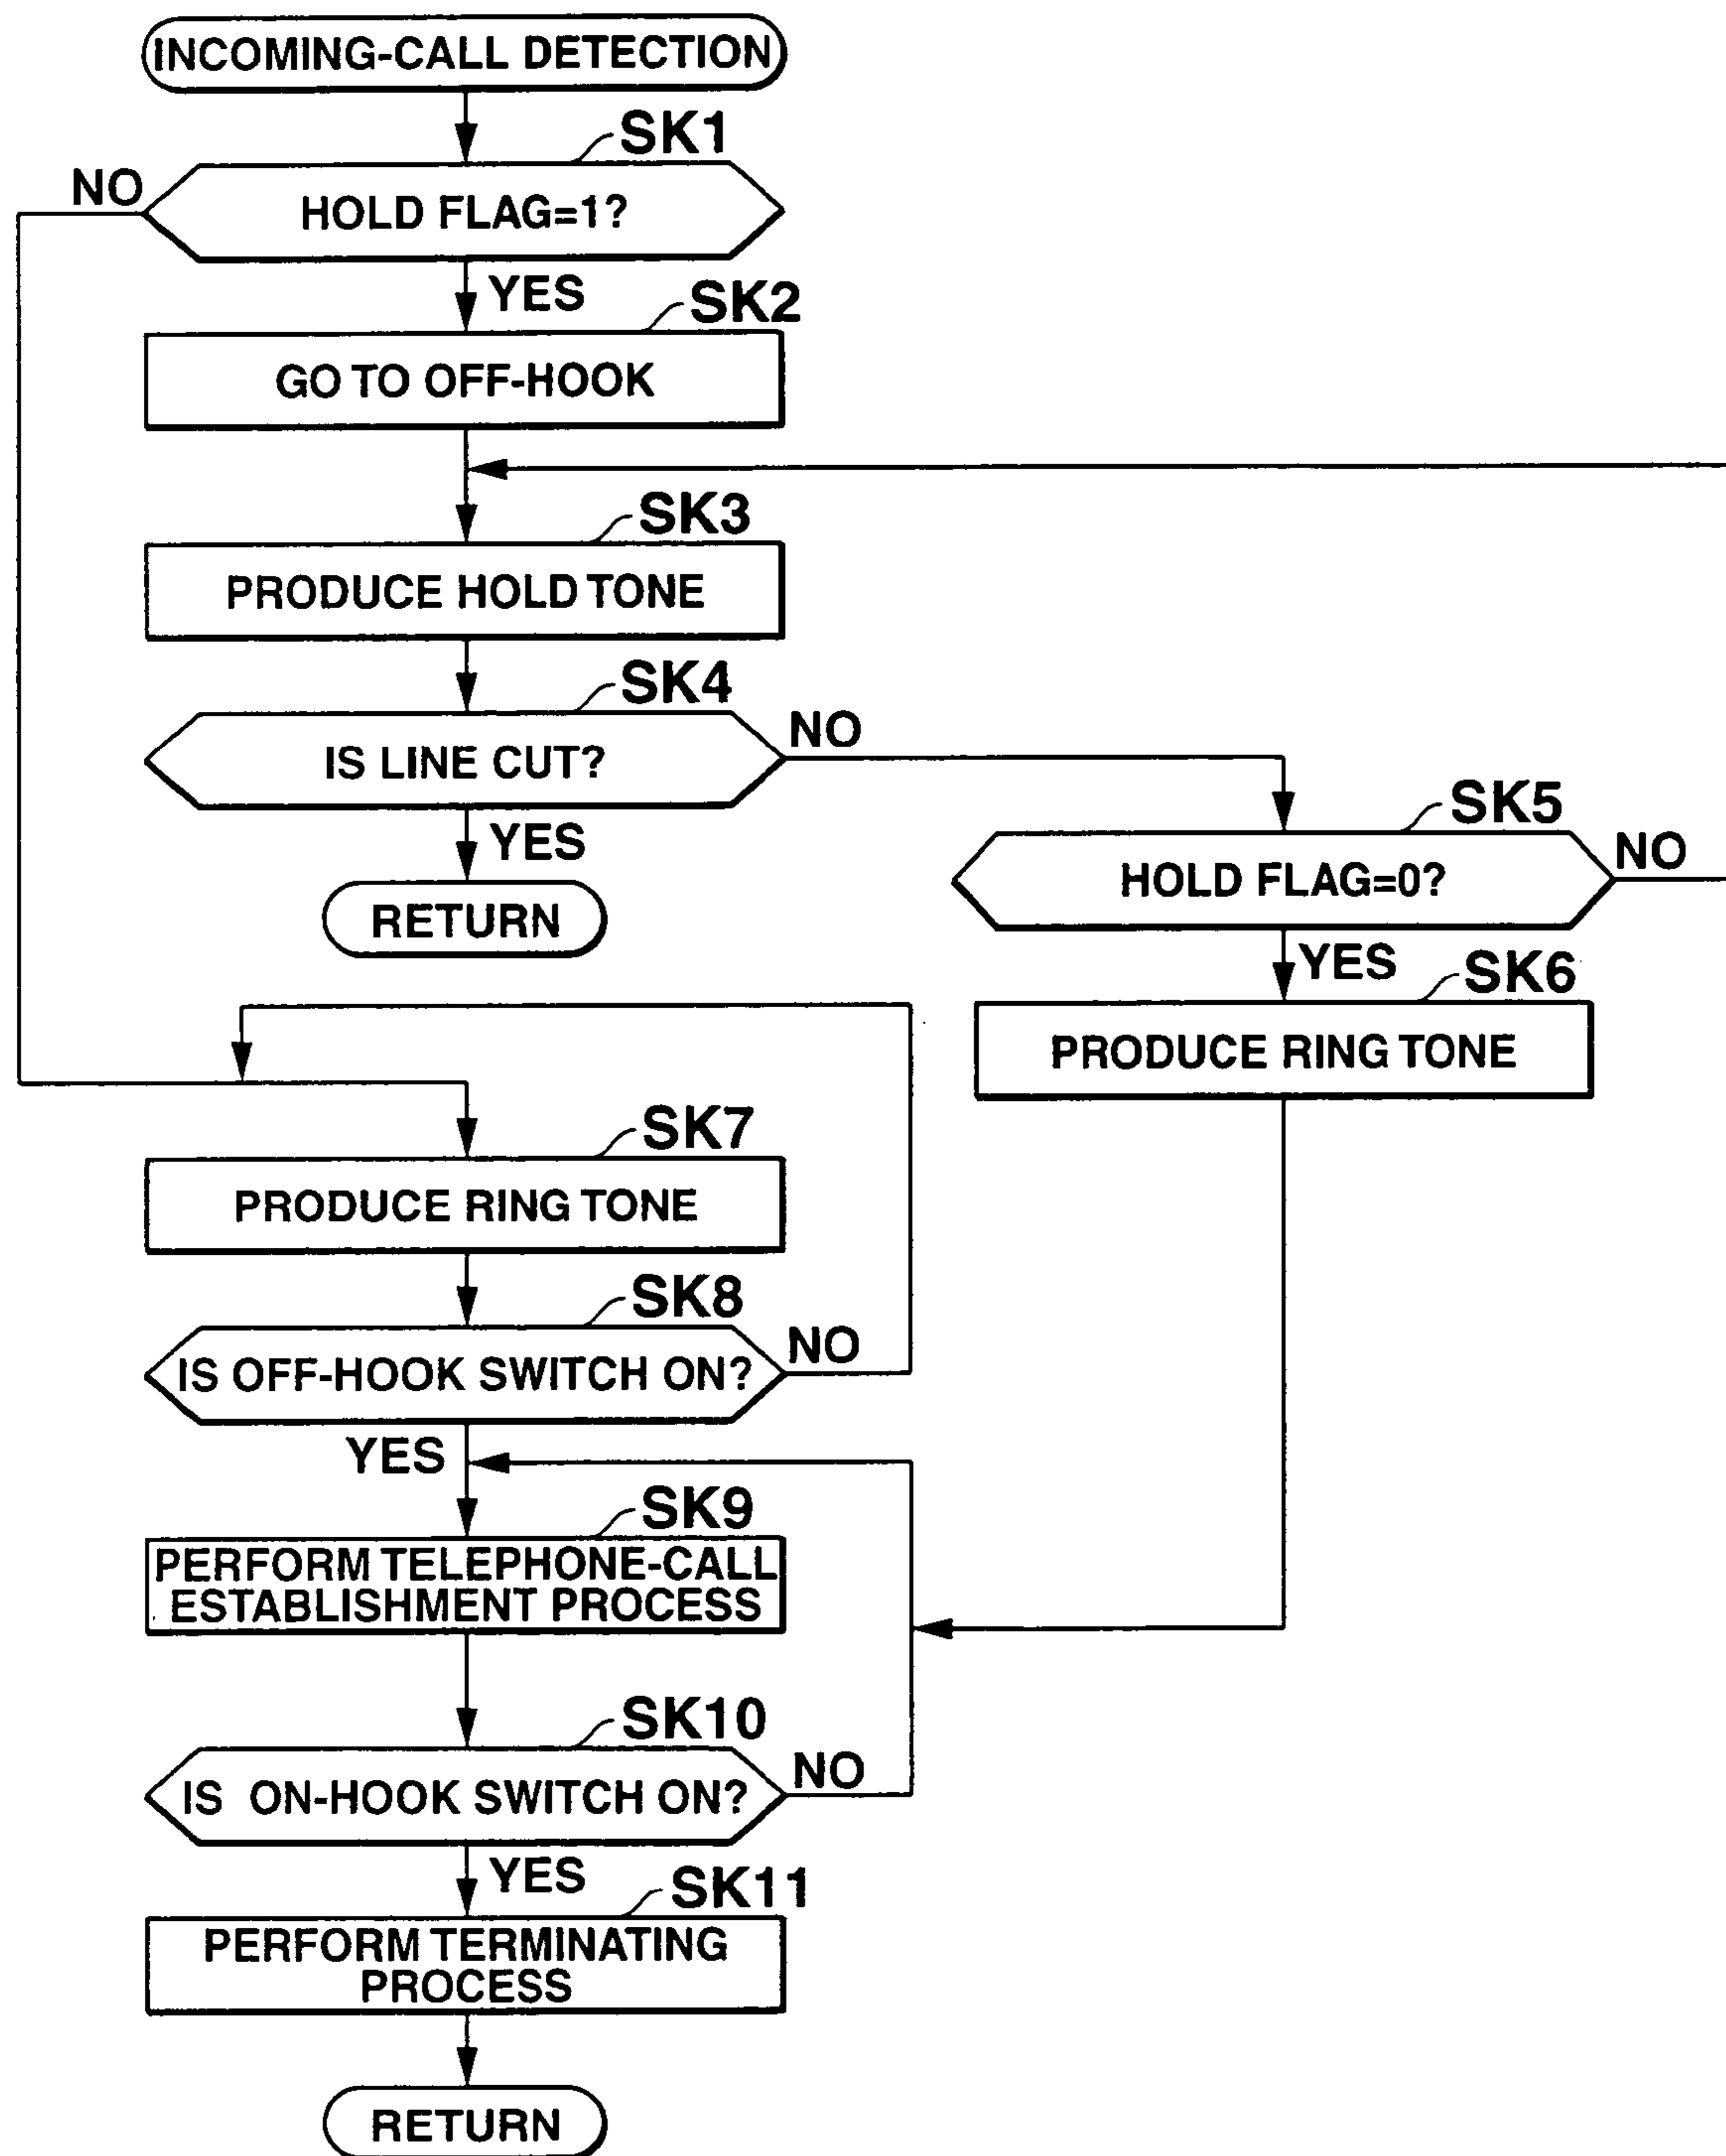 INCOMING-CALL DETECTION
SK1
NO
HOLD FLAG=1?
YES
SK2
GO TO OFF-HOOK
SK3
PRODUCE HOLD TONE
SK4
NO
IS LINE CUT?
YES
RETURN
SK5
NO
HOLD FLAG=0?
YES
SK6
PRODUCE RING TONE
SK7
PRODUCE RING TONE
SK8
NO
IS OFF-HOOK SWITCH ON?
YES
SK9
PERFORM TELEPHONE-CALL
ESTABLISHMENT PROCESS
SK10
NO
IS ON-HOOK SWITCH ON?
YES
SK11
PERFORM TERMINATING
PROCESS
RETURN